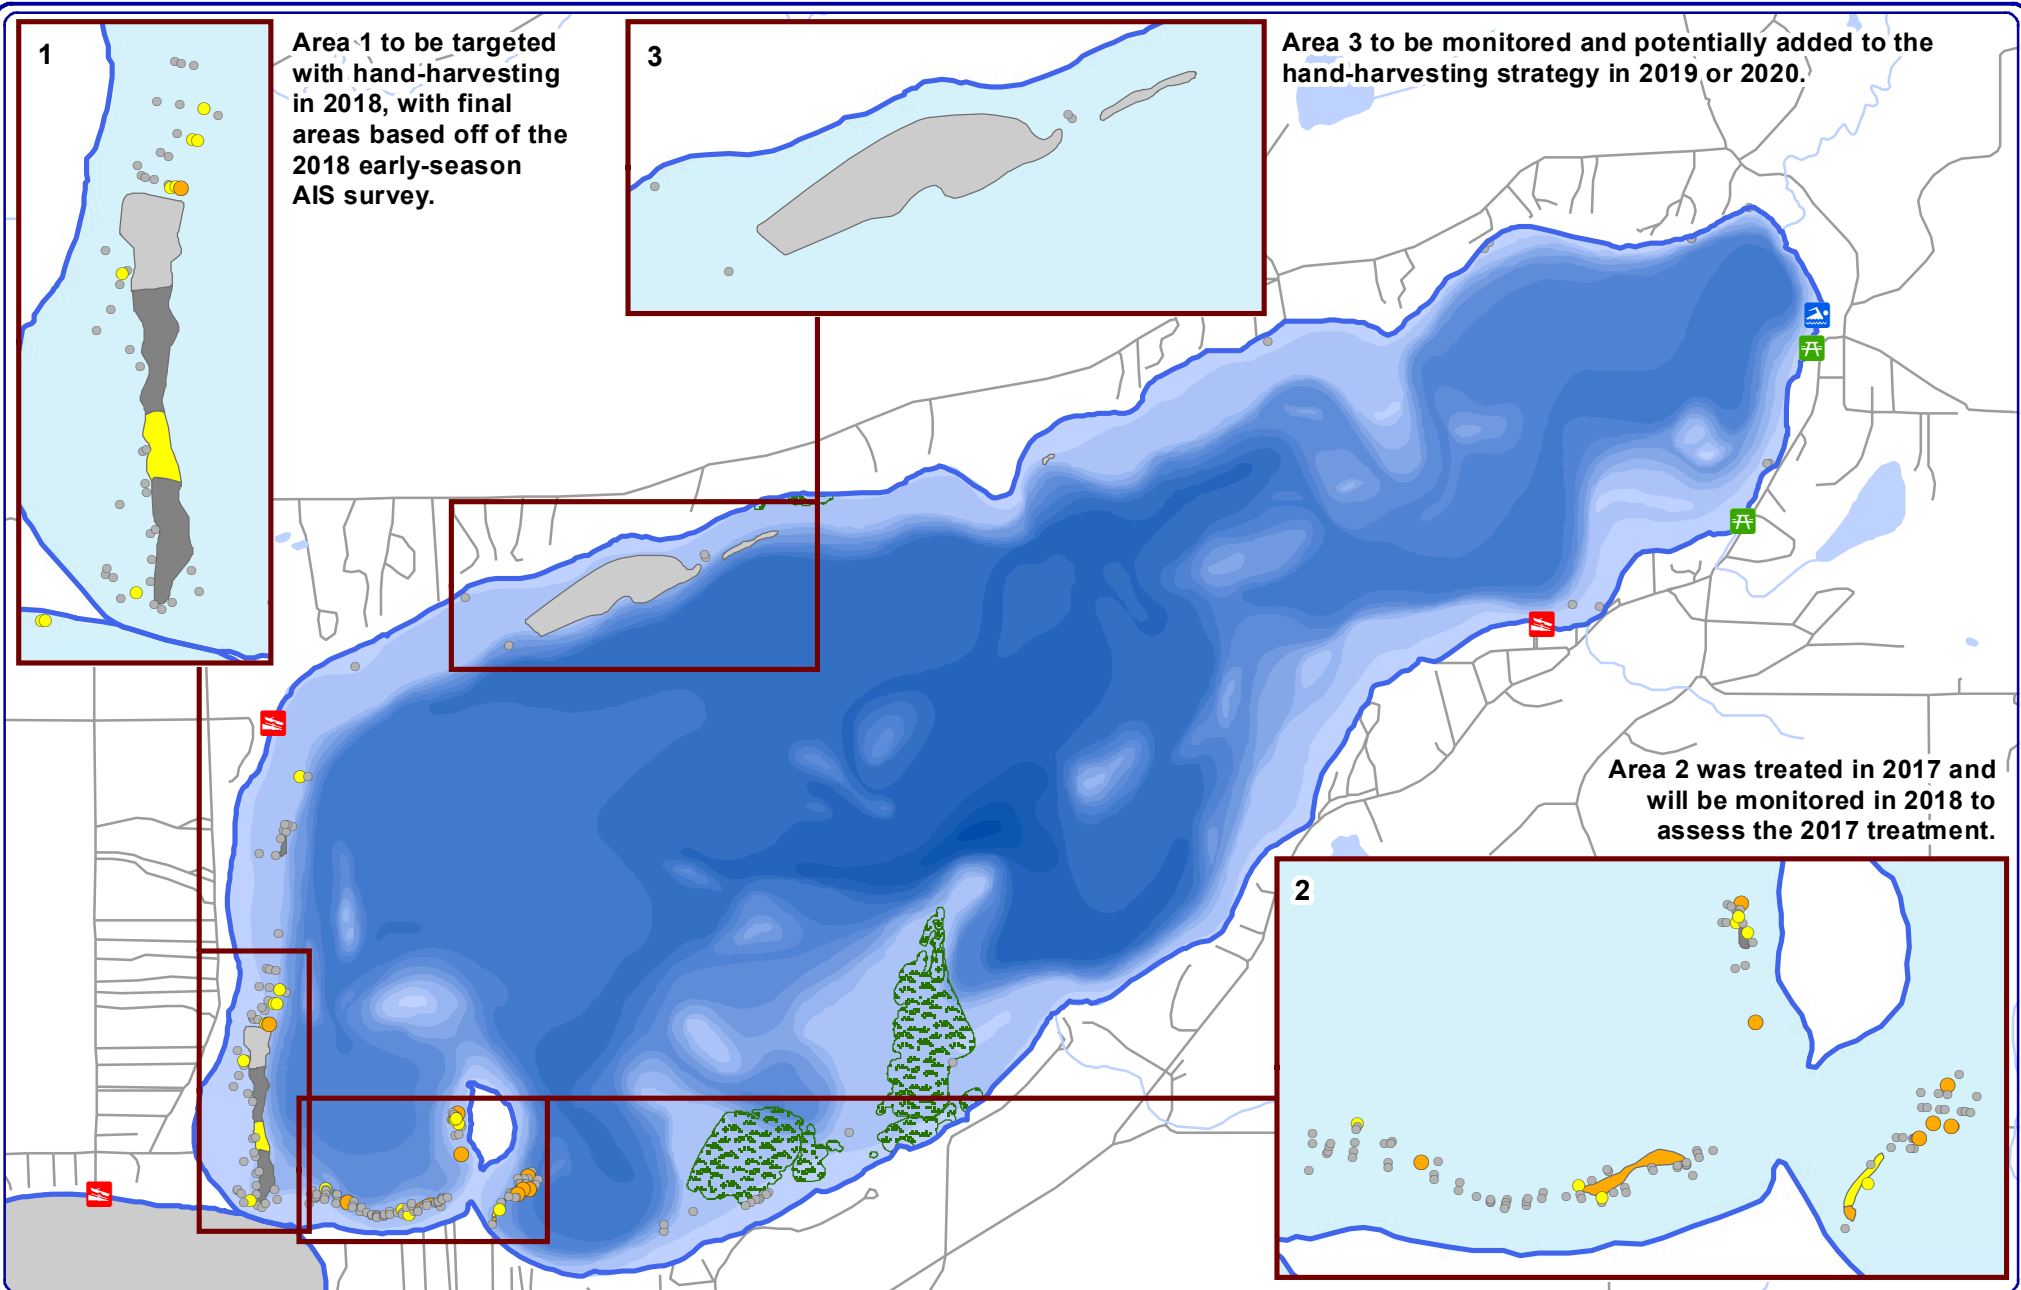 1
Area 1 to be targeted
with hand-harvesting
in 2018, with final
areas based off of the
2018 early-season
AIS survey.
3
Area 3 to be monitored and potentially added to the
hand-harvesting strategy in 2019 or 2020.
Area 2 was treated in 2017 and
will be monitored in 2018 to
assess the 2017 treatment.
2